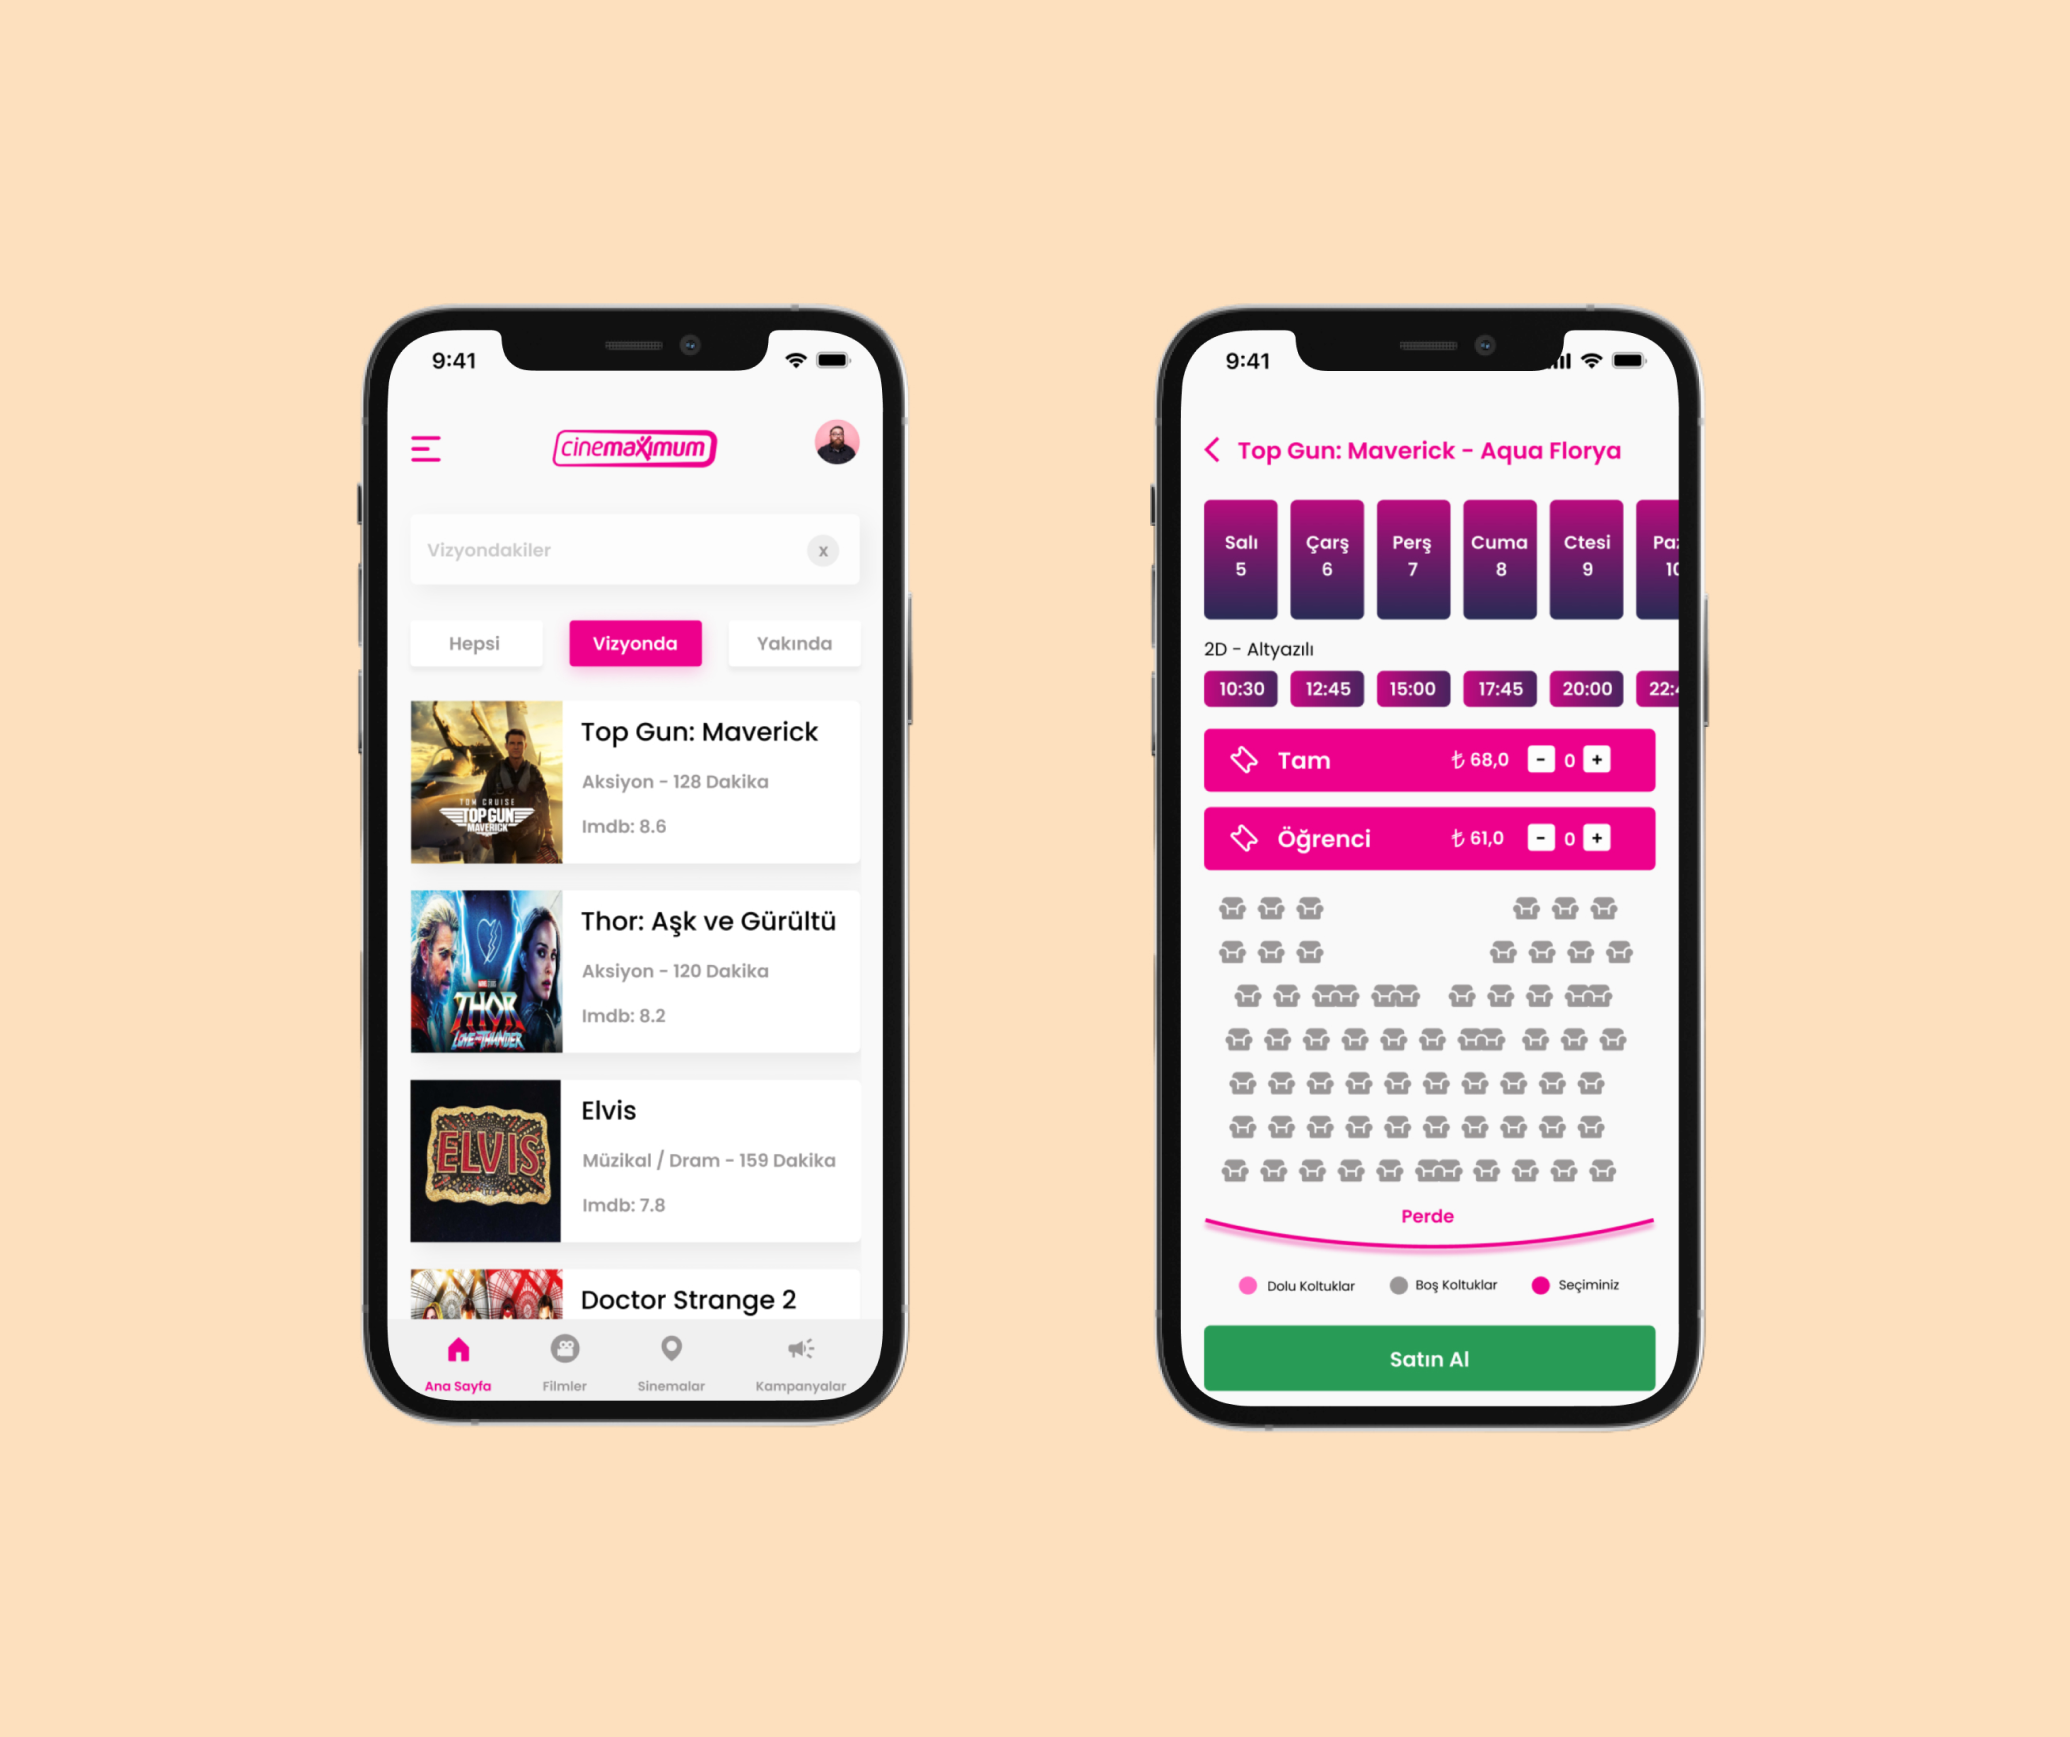 9:41
cinemaximum
Vizyondakiler
x
Hepsi
Vizyonda
Yakında
TOM CRUISE
TOP GUN
MAVERICK
Top Gun: Maverick
Aksiyon - 128 Dakika
Imdb: 8.6
THOR
LOVE AND THUNDER
Thor: Aşk ve Gürültü
Aksiyon - 120 Dakika
Imdb: 8.2
ELVIS
Elvis
Müzikal / Dram - 159 Dakika
Imdb: 7.8
Doctor Strange 2
Ana Sayfa
Filmler
Sinemalar
Kampanyalar
9:41
Top Gun: Maverick - Aqua Florya
Salı
5
Çarş
6
Perş
7
Cuma
8
Ctesi
9
Paz
10
2D - Altyazılı
10:30
12:45
15:00
17:45
20:00
22:4
Tam
₺ 68,0
- 0 +
Öğrenci
₺ 61,0
- 0 +
Perde
Dolu Koltuklar
Boş Koltuklar
Seçiminiz
Satın Al